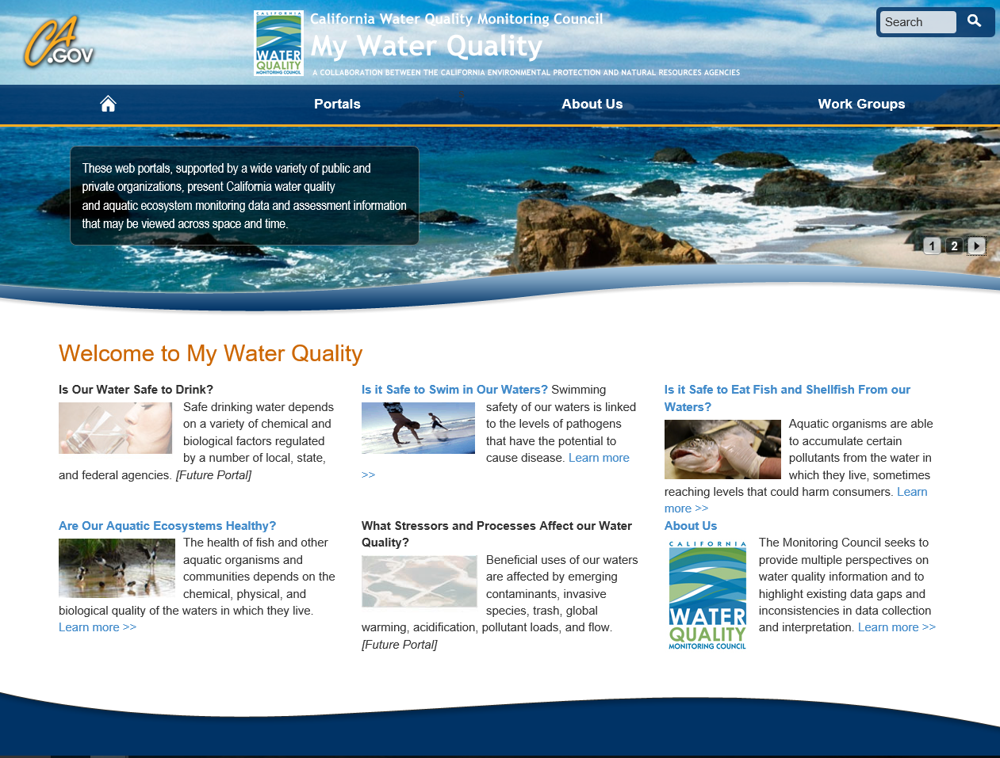 CA.GOV
CALIFORNIA
WATER
QUALITY
MONITORING COUNCIL
California Water Quality Monitoring Council
My Water Quality
A COLLABORATION BETWEEN THE CALIFORNIA ENVIRONMENTAL PROTECTION AND NATURAL RESOURCES AGENCIES
Search
Portals
About Us
Work Groups
These web portals, supported by a wide variety of public and
private organizations, present California water quality
and aquatic ecosystem monitoring data and assessment information
that may be viewed across space and time.
1 2
Welcome to My Water Quality
Is Our Water Safe to Drink?
Safe drinking water depends
on a variety of chemical and
biological factors regulated
by a number of local, state,
and federal agencies. [Future Portal]
Is it Safe to Swim in Our Waters? Swimming
safety of our waters is linked
to the levels of pathogens
that have the potential to
cause disease. Learn more
>>
Is it Safe to Eat Fish and Shellfish From our
Waters?
Aquatic organisms are able
to accumulate certain
pollutants from the water in
which they live, sometimes
reaching levels that could harm consumers. Learn
more >>
Are Our Aquatic Ecosystems Healthy?
The health of fish and other
aquatic organisms and
communities depends on the
chemical, physical, and
biological quality of the waters in which they live.
Learn more >>
What Stressors and Processes Affect our Water
Quality?
Beneficial uses of our waters
are affected by emerging
contaminants, invasive
species, trash, global
warming, acidification, pollutant loads, and flow.
[Future Portal]
About Us
CALIFORNIA
WATER
QUALITY
MONITORING COUNCIL
The Monitoring Council seeks to
provide multiple perspectives on
water quality information and to
highlight existing data gaps and
inconsistencies in data collection
and interpretation. Learn more >>